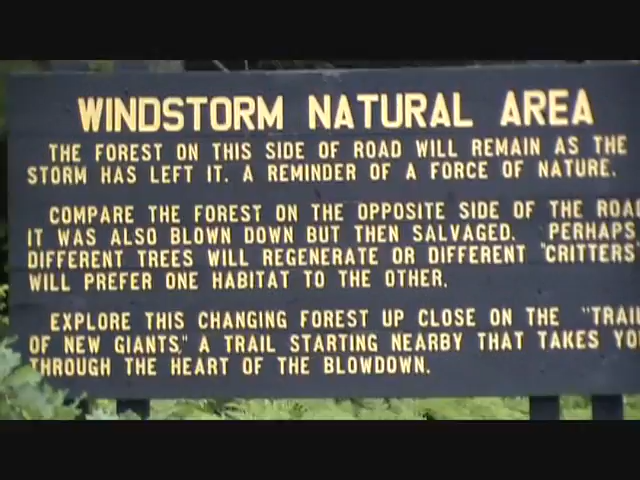 WINDSTORM NATURAL AREA
THE FOREST ON THIS SIDE OF ROAD WILL REMAIN AS THE
STORM HAS LEFT IT. A REMINDER OF A FORCE OF NATURE.
COMPARE THE FOREST ON THE OPPOSITE SIDE OF THE ROA
IT WAS ALSO BLOWN DOWN BUT THEN SALVAGED. PERHAPS
DIFFERENT TREES WILL REGENERATE OR DIFFERENT "CRITTERS
WILL PREFER ONE HABITAT TO THE OTHER.
EXPLORE THIS CHANGING FOREST UP CLOSE ON THE "TRAIL
OF NEW GIANTS," A TRAIL STARTING NEARBY THAT TAKES YO
THROUGH THE HEART OF THE BLOWDOWN.